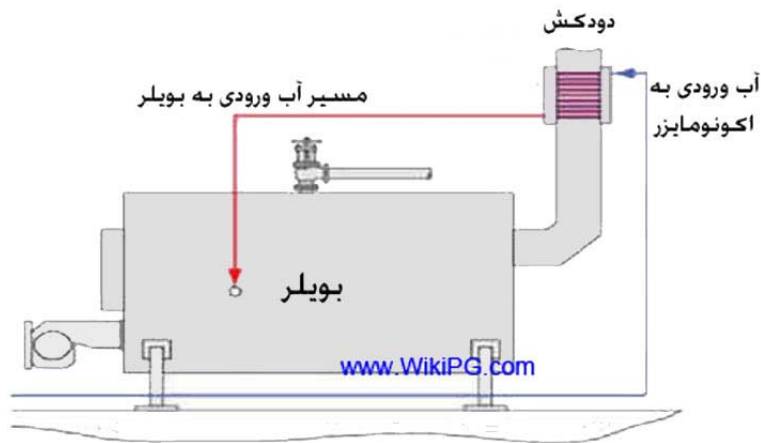 دودکش
آب ورودی به
اکونومایزر
مسیر آب ورودی به بویلر
بویلر
www.WikiPG.com